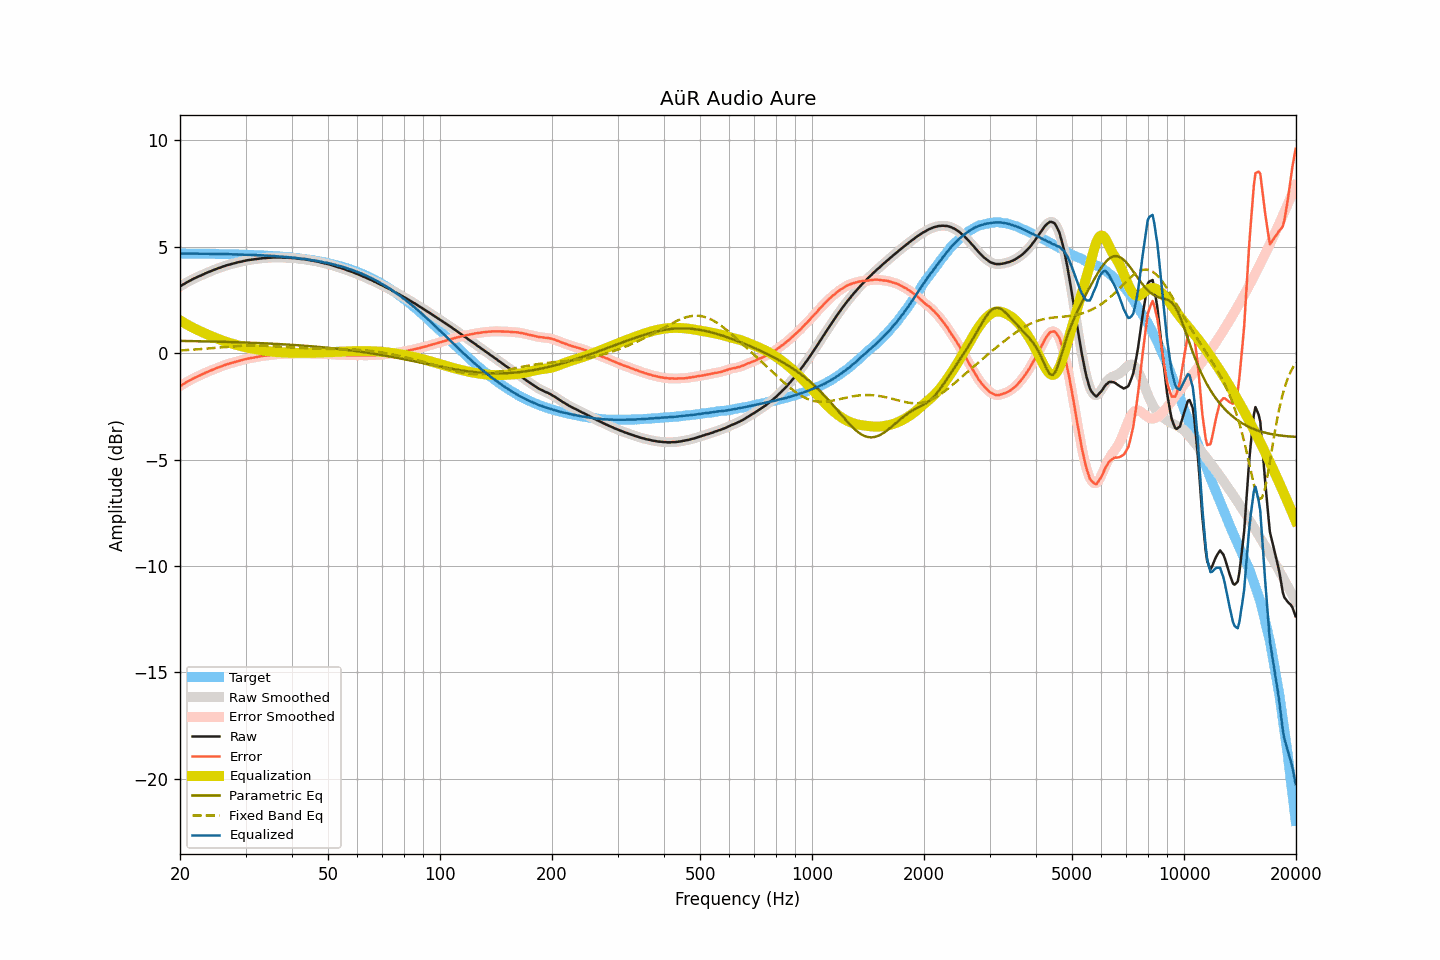 AüR Audio Aure
10
5
0
−5
−10
−15
−20
Amplitude (dBr)
Target
Raw Smoothed
Error Smoothed
Raw
Error
Equalization
Parametric Eq
Fixed Band Eq
Equalized
20 50 100 200 500 1000 2000 5000 10000 20000
Frequency (Hz)